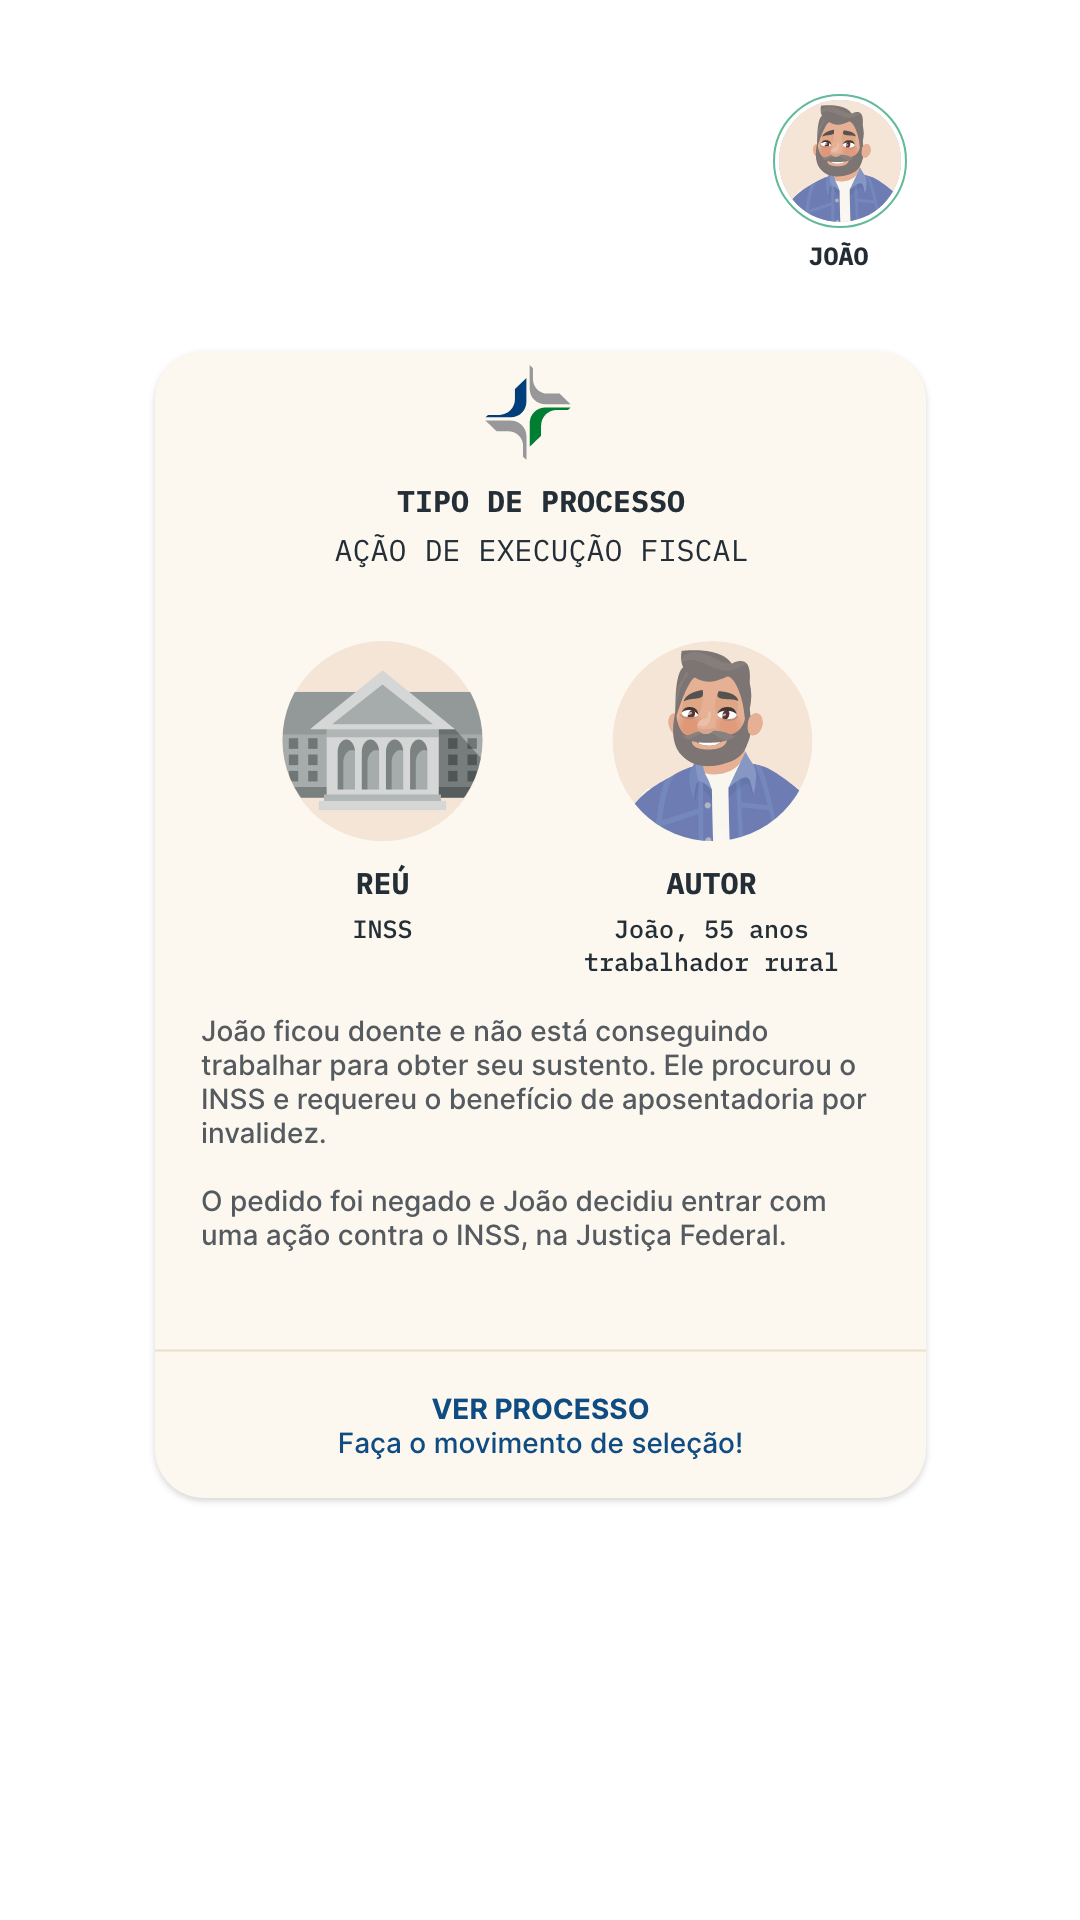 JOÃO
TIPO DE PROCESSO
AÇÃO DE EXECUÇÃO FISCAL
REÚ
INSS
AUTOR
João, 55 anos
trabalhador rural
João ficou doente e não está conseguindo
trabalhar para obter seu sustento. Ele procurou o
INSS e requereu o benefício de aposentadoria por
invalidez.
O pedido foi negado e João decidiu entrar com
uma ação contra o INSS, na Justiça Federal.
VER PROCESSO
Faça o movimento de seleção!